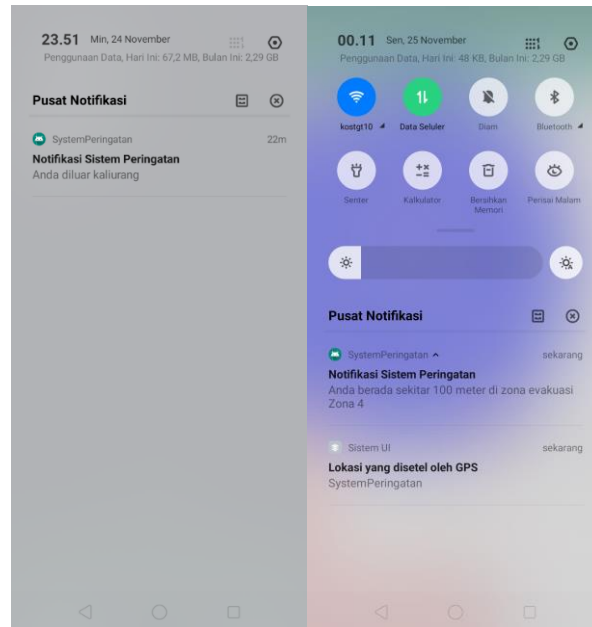 23.51 Min, 24 November
Penggunaan Data, Hari Ini: 67,2 MB, Bulan Ini: 2,29 GB
Pusat Notifikasi
SystemPeringatan 22m
Notifikasi Sistem Peringatan
Anda diluar kaliurang
00.11 Sen, 25 November
Penggunaan Data, Hari Ini: 48 KB, Bulan Ini: 2,29 GB
kostgt10 Data Seluler Diam Bluetooth
Senter Kalkulator Bersihkan Perisai Malam
Memori
Pusat Notifikasi
SystemPeringatan sekarang
Notifikasi Sistem Peringatan
Anda berada sekitar 100 meter di zona evakuasi
Zona 4
Sistem UI sekarang
Lokasi yang disetel oleh GPS
SystemPeringatan